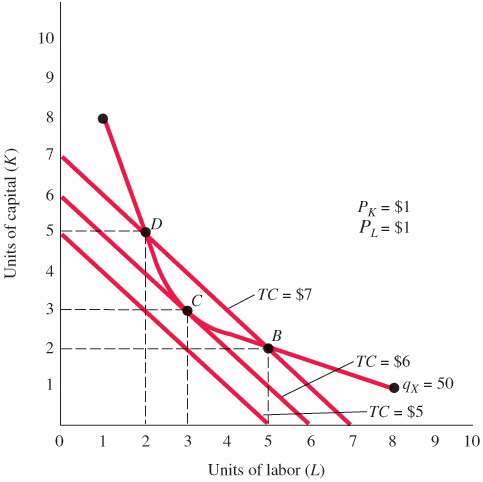 Units of capital (K)
10
9
8
7
6
5
4
3
2
1
D
C
B
P_K = $1
P_L = $1
TC = $7
TC = $6
q_X = 50
TC = $5
0 1 2 3 4 5 6 7 8 9 10
Units of labor (L)